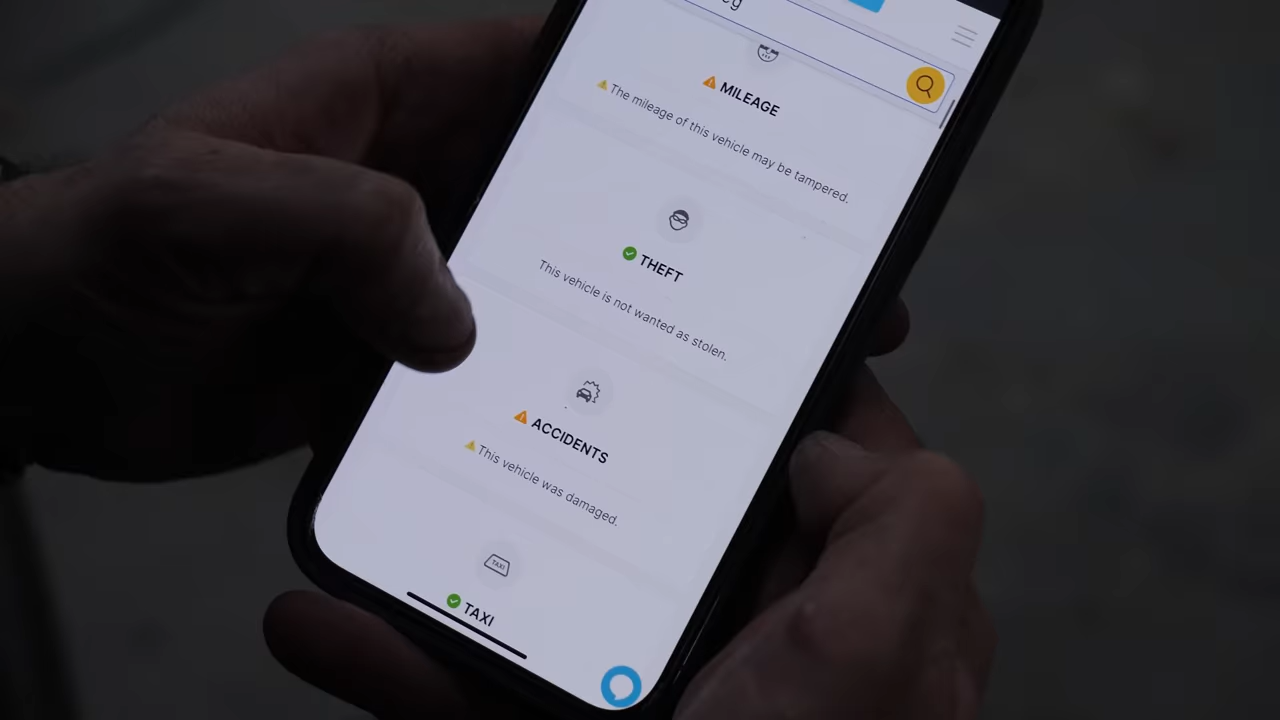 MILEAGE
The mileage of this vehicle may be tampered.
THEFT
This vehicle is not wanted as stolen.
ACCIDENTS
This vehicle was damaged.
TAXI
TAXI